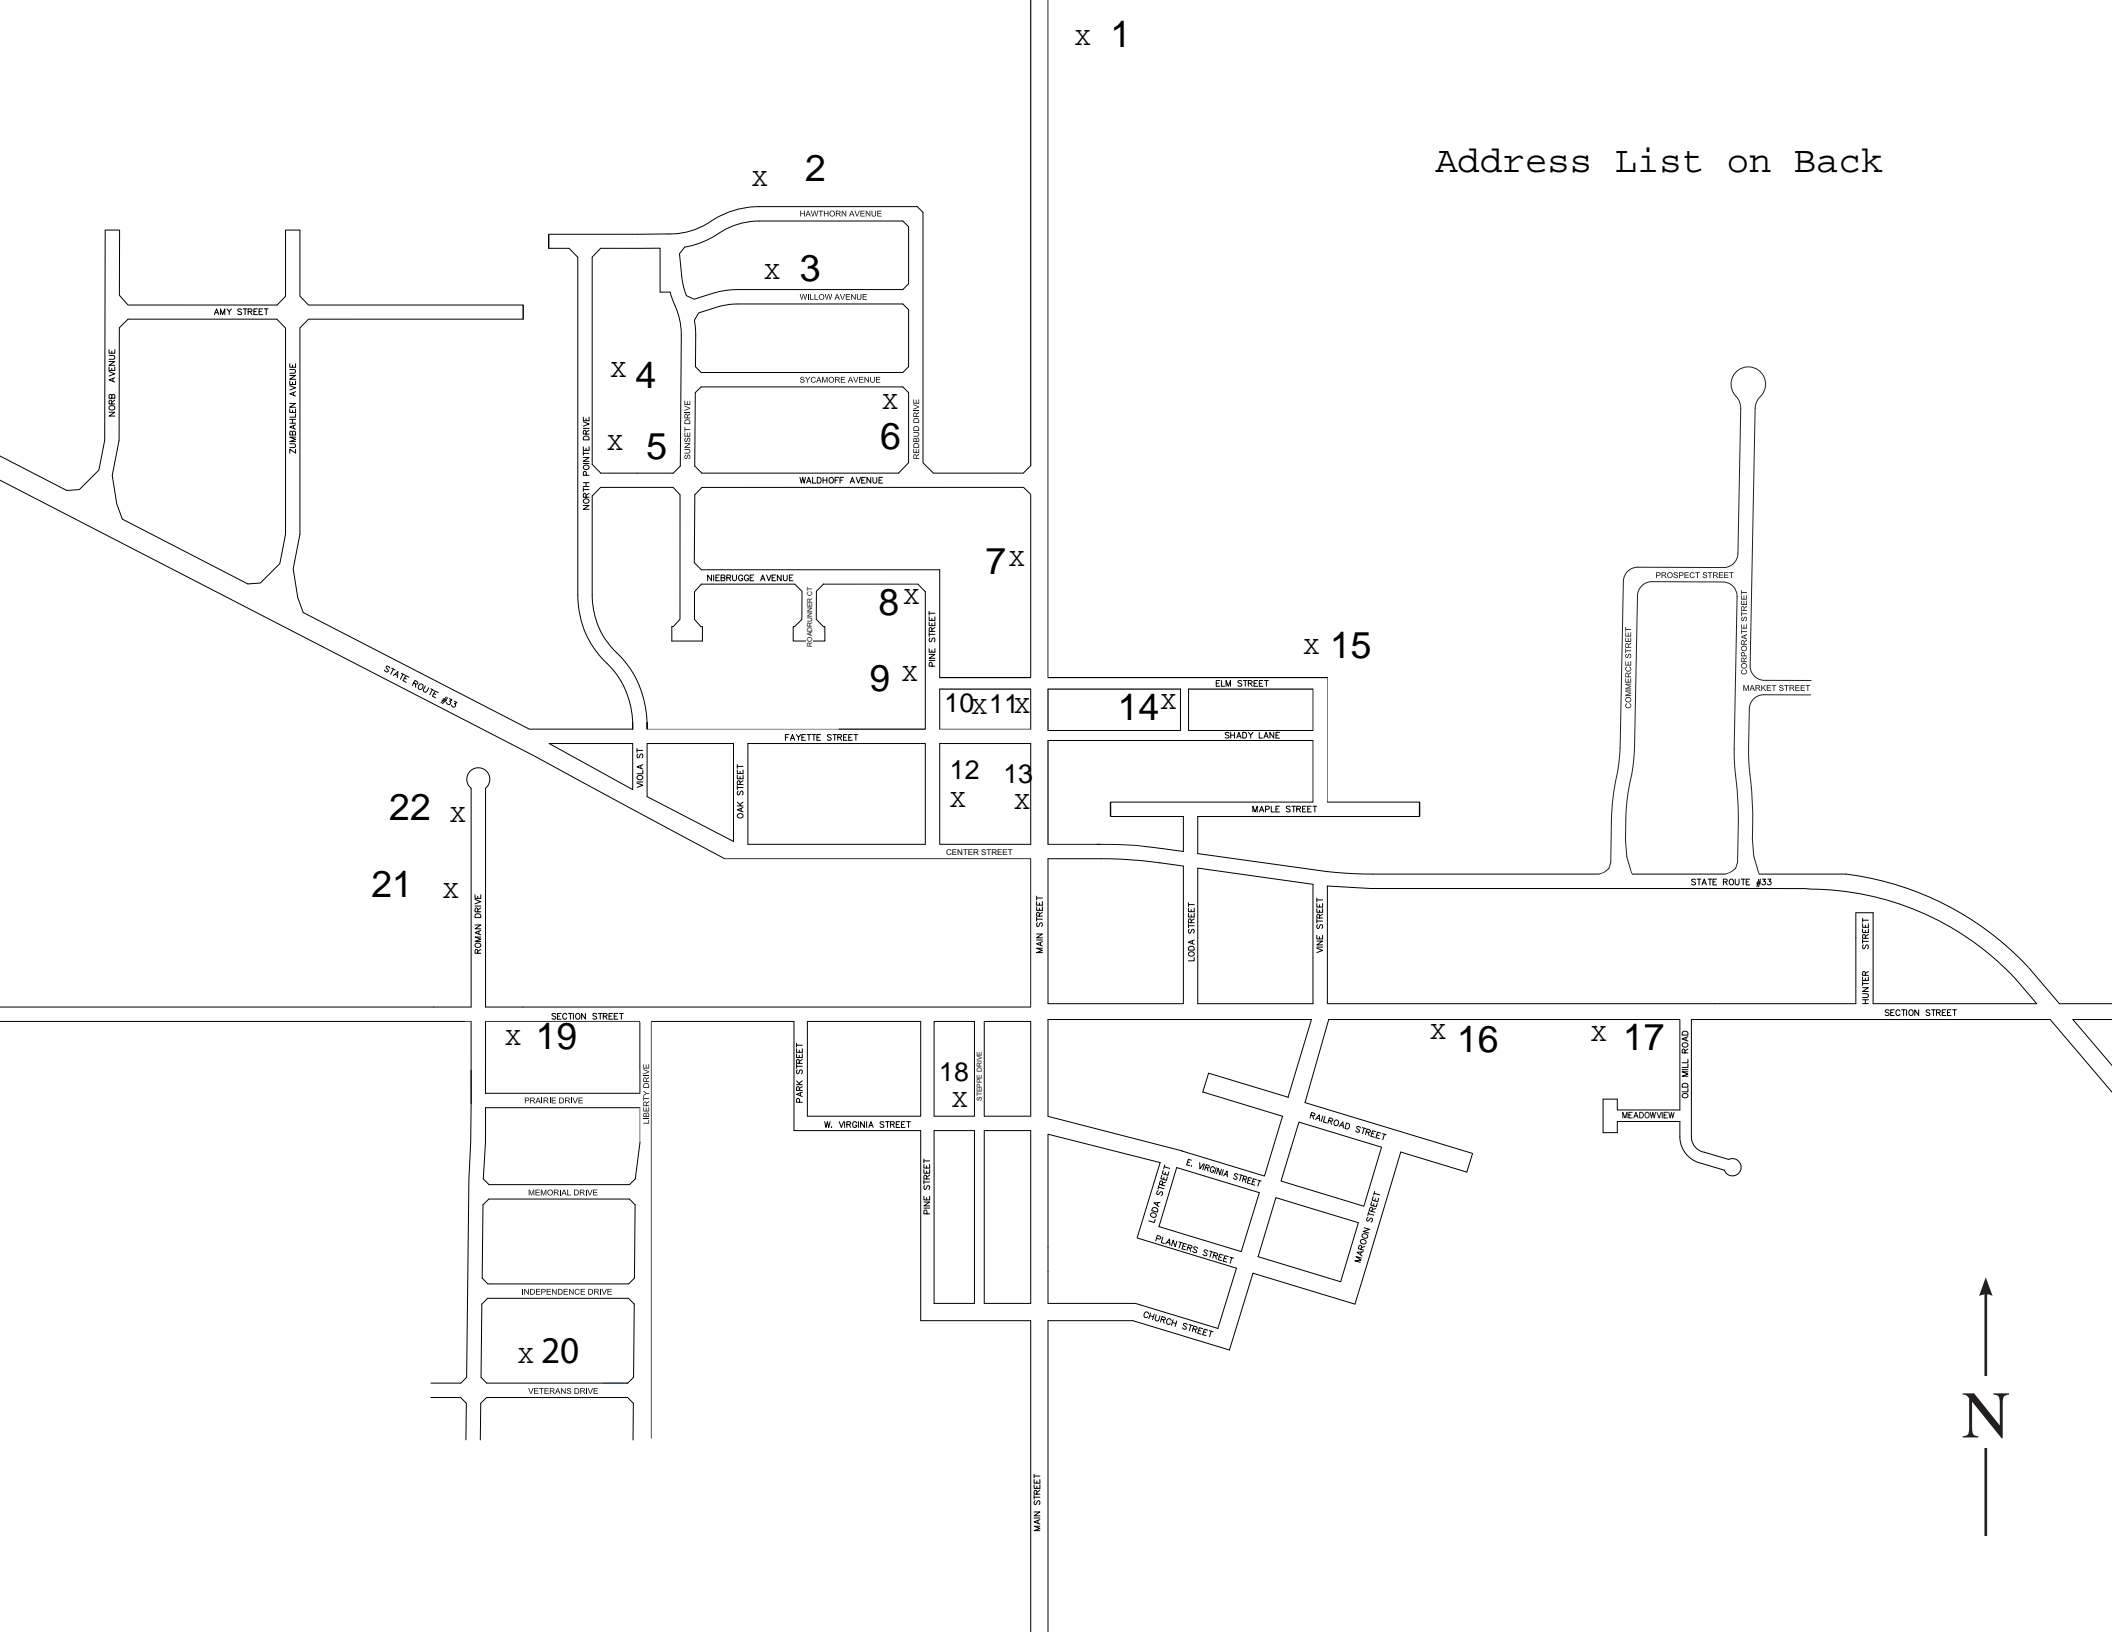 X 1
Address List on Back
X 2
HAWTHORN AVENUE
X 3
WILLOW AVENUE
AMY STREET
NORB AVENUE
ZUMBAHLEN AVENUE
X 4
SYCAMORE AVENUE
X
6
X 5
NORTH POINTE DRIVE
SUNSET DRIVE
REDBUD DRIVE
WALDHOFF AVENUE
7 X
NIEBRUGGE AVENUE
ROADRUNNER CT
8 X
PINE STREET
9 X
X 15
PROSPECT STREET
COMMERCE STREET
CORPORATE STREET
MARKET STREET
STATE ROUTE #33
ELM STREET
10 X 11 X
14 X
FAYETTE STREET
SHADY LANE
VIOLA ST
OAK STREET
12
X
13
X
22 X
MAPLE STREET
CENTER STREET
21 X
ROMAN DRIVE
MAIN STREET
LODA STREET
VINE STREET
STATE ROUTE #33
HUNTER STREET
SECTION STREET
SECTION STREET
X 19
X 16
X 17
OLD MILL ROAD
MEADOWVIEW
PRAIRIE DRIVE
LIBERTY DRIVE
PARK STREET
18
X
STEPPE DRIVE
W. VIRGINIA STREET
RAILROAD STREET
E. VIRGINIA STREET
LODA STREET
PINE STREET
MEMORIAL DRIVE
PLANTERS STREET
MAROON STREET
INDEPENDENCE DRIVE
CHURCH STREET
X 20
VETERANS DRIVE
MAIN STREET
N